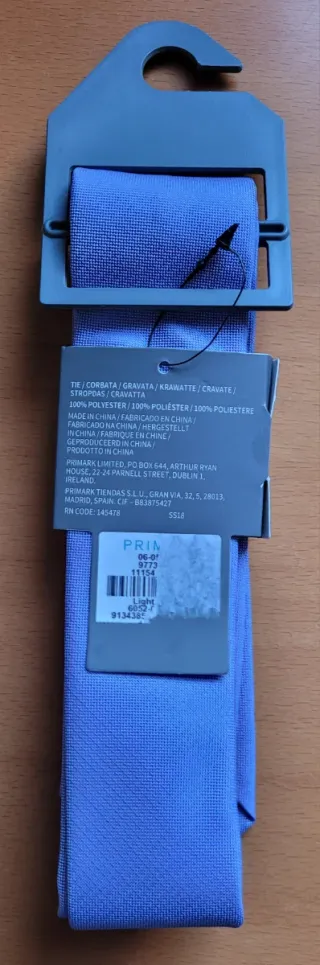 TIE / CORBATA / GRAVATA / KRAWATTE / CRAVATE /
STROPDAS / CRAVATTA
100% POLYESTER / 100% POLIÉSTER / 100% POLIESTERE
MADE IN CHINA / FABRICADO EN CHINA /
FABRICADO NA CHINA / HERGESTELLT
IN CHINA / FABRIQUE EN CHINE /
GEPRODUCEERD IN CHINA /
PRODOTTO IN CHINA
PRIMARK LIMITED, PO BOX 644, ARTHUR RYAN
HOUSE, 22-24 PARNELL STREET, DUBLIN 1,
IRELAND.
PRIMARK TIENDAS S.L.U., GRAN VIA, 32, 5, 28013,
MADRID, SPAIN. CIF - B83875427
RN CODE: 145478 SS18
PRIM
9773
11154
Light
6052-